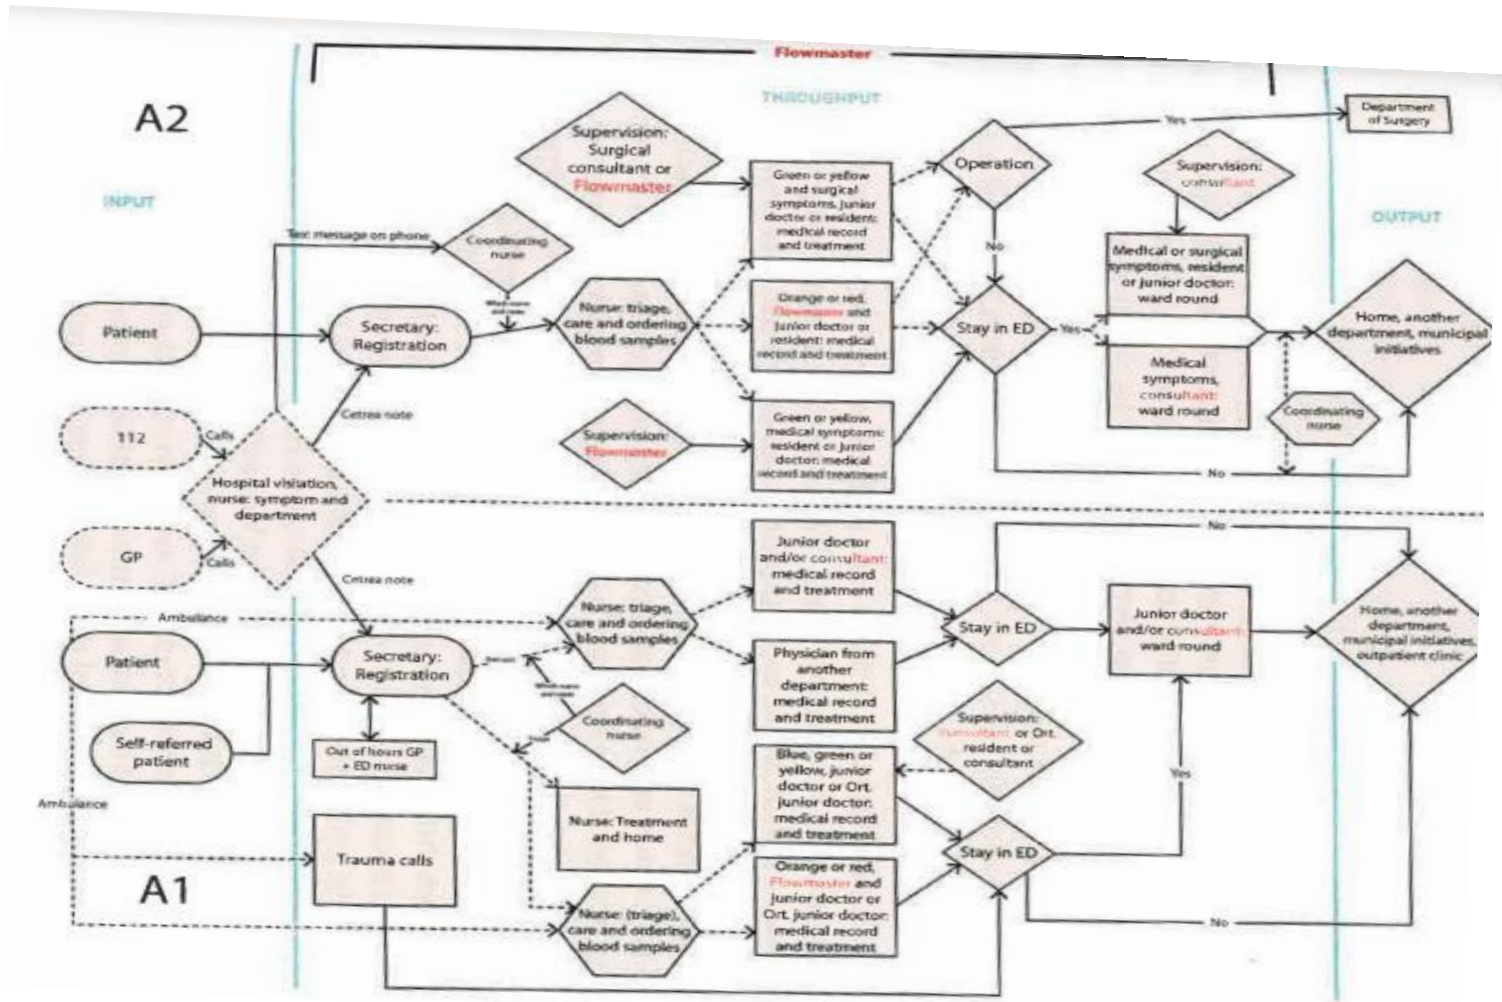 Flowmaster
THROUGHPUT
A2
INPUT
OUTPUT
Supervision:
Surgical
consultant or
Flowmaster
Green or yellow
and surgical
symptoms, junior
doctor or resident:
medical record
and treatment
Operation
Yes
Department
of Surgery
Supervision:
consultant
Text message on phone
Coordinating
nurse
No
Medical or surgical
symptoms, resident
or junior doctor:
ward round
Patient
Secretary:
Registration
Nurse: triage,
care and ordering
blood samples
Orange or red,
Flowmaster and
junior doctor or
resident: medical
record and treatment
Stay in ED
Yes
Home, another
department, municipal
initiatives
Medical
symptoms,
consultant:
ward round
Coordinating
nurse
112
Calls
Cetrea note
Supervision:
Flowmaster
Green or yellow,
medical symptoms:
resident or junior
doctor: medical
record and treatment
No
Hospital visiation,
nurse: symptom and
department
GP
Calls
Cetrea note
No
Junior doctor
and/or consultant:
medical record
and treatment
Ambulance
Nurse: triage,
care and ordering
blood samples
Stay in ED
Junior doctor
and/or consultant:
ward round
Home, another
department,
municipal initiatives,
outpatient clinic
Patient
Secretary:
Registration
Physician from
another
department:
medical record
and treatment
Coordinating
nurse
Supervision:
consultant or Ort.
resident or
consultant
Self-referred
patient
Out of hours GP
+ ED nurse
Blue, green or
yellow, junior
doctor or Ort.
junior doctor:
medical record
and treatment
Yes
Ambulance
Nurse: Treatment
and home
Trauma calls
Stay in ED
A1
Orange or red,
Flowmaster and
junior doctor or
Ort. junior doctor:
medical record
and treatment
Nurse: (triage),
care and ordering
blood samples
No